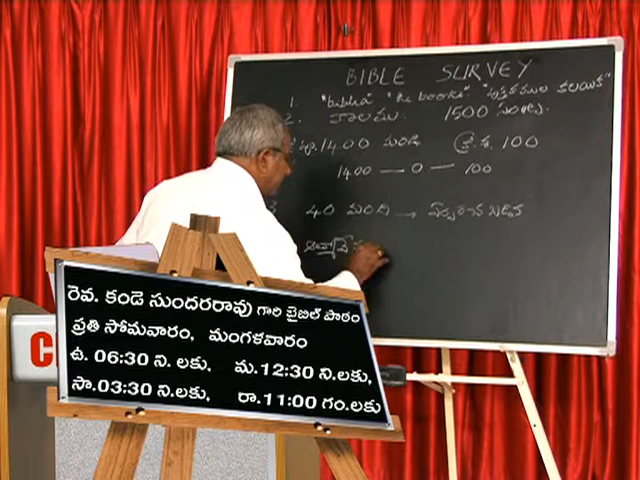 BIBLE SURVEY
1. "biblia" "the books" "పుస్తకముల కలయిక"
2. కాలము: 1500 సం॥లు.
పూ. 1400 నుండి క్రీ.శ. 100
1400 — 0 — 100
40 మంది →
రెవ. కండె సుందరరావు గారి బైబిల్ పాఠం
ప్రతి సోమవారం, మంగళవారం
ఉ. 06:30 ని.లకు, మ.12:30 ని.లకు,
సా.03:30 ని.లకు, రా.11:00 గం.లకు
C